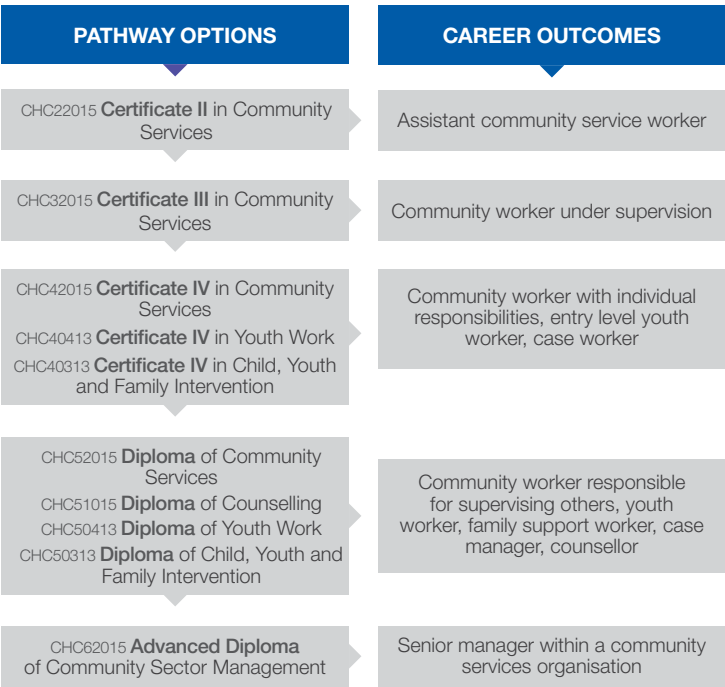 PATHWAY OPTIONS
CAREER OUTCOMES
CHC22015 Certificate II in Community
Services
Assistant community service worker
CHC32015 Certificate III in Community
Services
Community worker under supervision
CHC42015 Certificate IV in Community
Services
CHC40413 Certificate IV in Youth Work
CHC40313 Certificate IV in Child, Youth
and Family Intervention
Community worker with individual
responsibilities, entry level youth
worker, case worker
CHC52015 Diploma of Community
Services
CHC51015 Diploma of Counselling
CHC50413 Diploma of Youth Work
CHC50313 Diploma of Child, Youth and
Family Intervention
Community worker responsible
for supervising others, youth
worker, family support worker, case
manager, counsellor
CHC62015 Advanced Diploma
of Community Sector Management
Senior manager within a community
services organisation